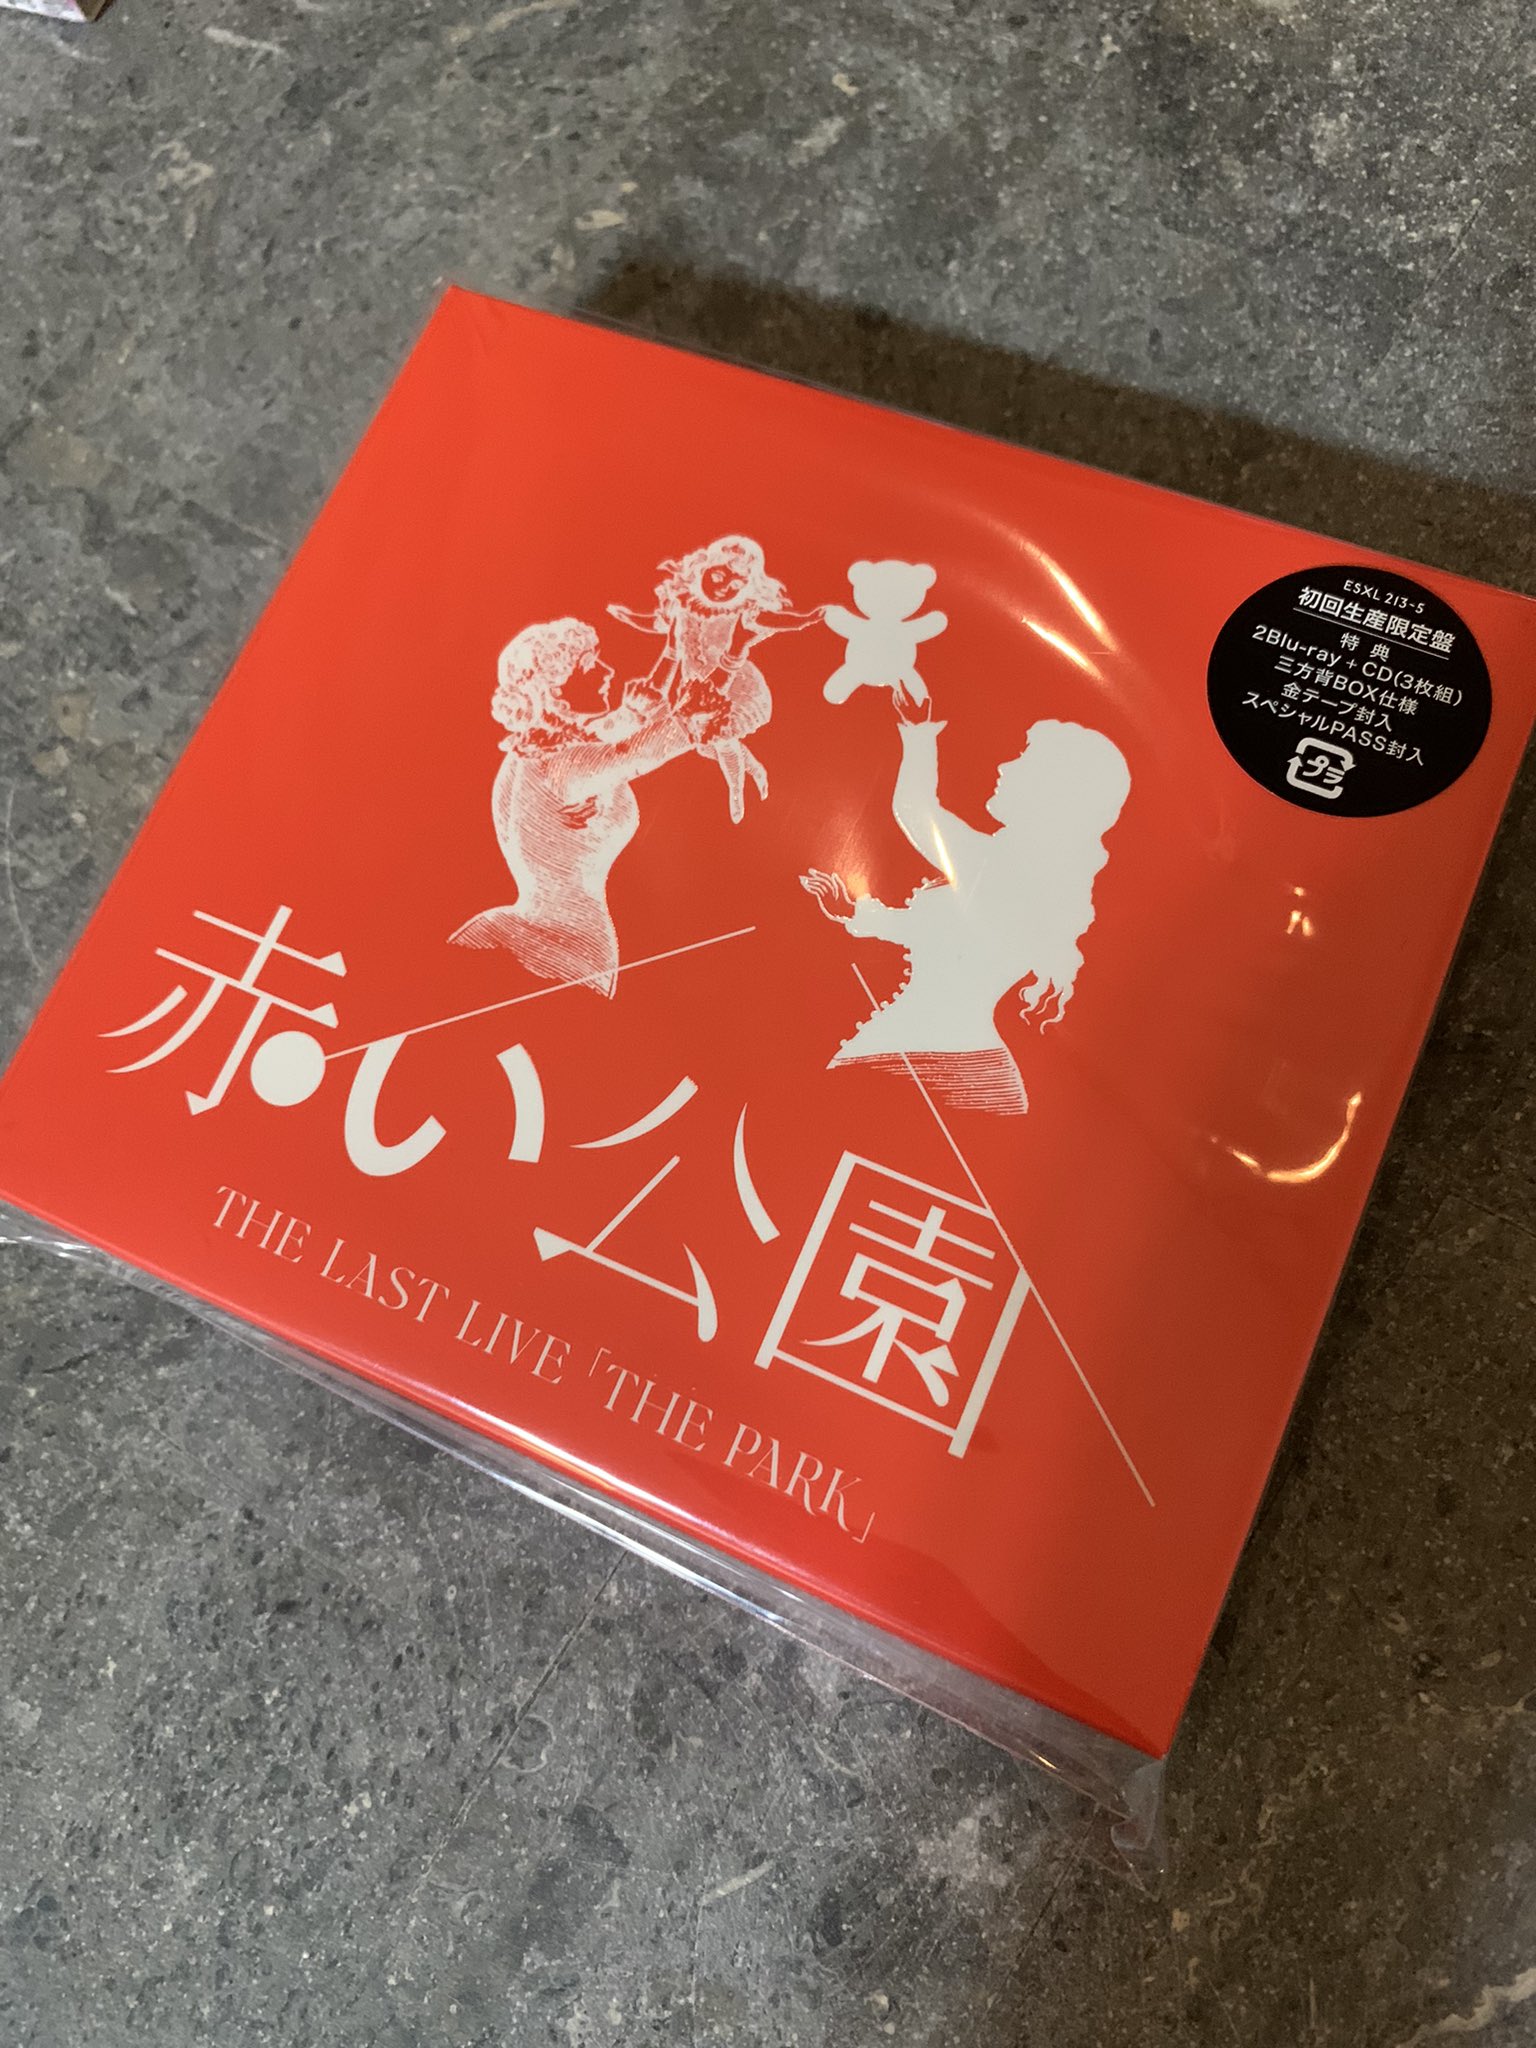 ESXL 213-5
初回生産限定盤
特典
2Blu-ray + CD(3枚組)
三方背BOX仕様
金テープ封入
スペシャルPASS封入
プラ
赤い公園
THE LAST LIVE「THE PARK」